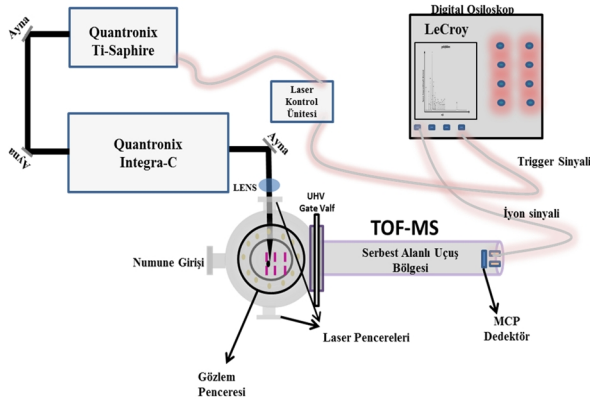 Digital Osiloskop
LeCroy
Ayna
Quantronix
Ti-Saphire
Laser
Kontrol
Ünitesi
Ayna
Quantronix
Integra-C
Ayna
LENS
Trigger Sinyali
İyon sinyali
UHV
Gate Valf
TOF-MS
Serbest Alanlı Uçuş
Bölgesi
Numune Girişi
MCP
Dedektör
Laser Pencereleri
Gözlem
Penceresi